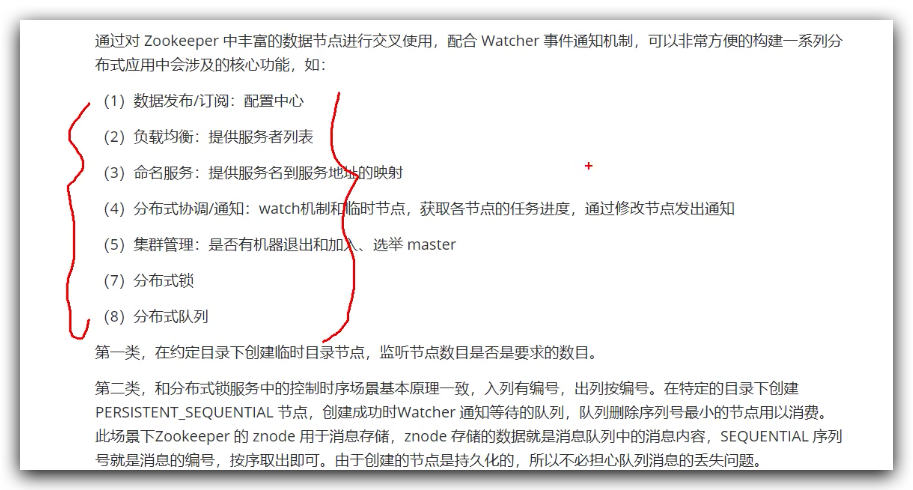 通过对 Zookeeper 中丰富的数据节点进行交叉使用，配合 Watcher 事件通知机制，可以非常方便的构建一系列分
布式应用中会涉及的核心功能，如：
（1）数据发布/订阅：配置中心
（2）负载均衡：提供服务者列表
（3）命名服务：提供服务名到服务地址的映射
（4）分布式协调/通知：watch机制和临时节点，获取各节点的任务进度，通过修改节点发出通知
（5）集群管理：是否有机器退出和加入、选举 master
（7）分布式锁
（8）分布式队列
第一类，在约定目录下创建临时目录节点，监听节点数目是否是要求的数目。
第二类，和分布式锁服务中的控制时序场景基本原理一致，入列有编号，出列按编号。在特定的目录下创建
PERSISTENT_SEQUENTIAL 节点，创建成功时Watcher 通知等待的队列，队列删除序列号最小的节点用以消费。
此场景下Zookeeper 的 znode 用于消息存储，znode 存储的数据就是消息队列中的消息内容，SEQUENTIAL 序列
号就是消息的编号，按序取出即可。由于创建的节点是持久化的，所以不必担心队列消息的丢失问题。